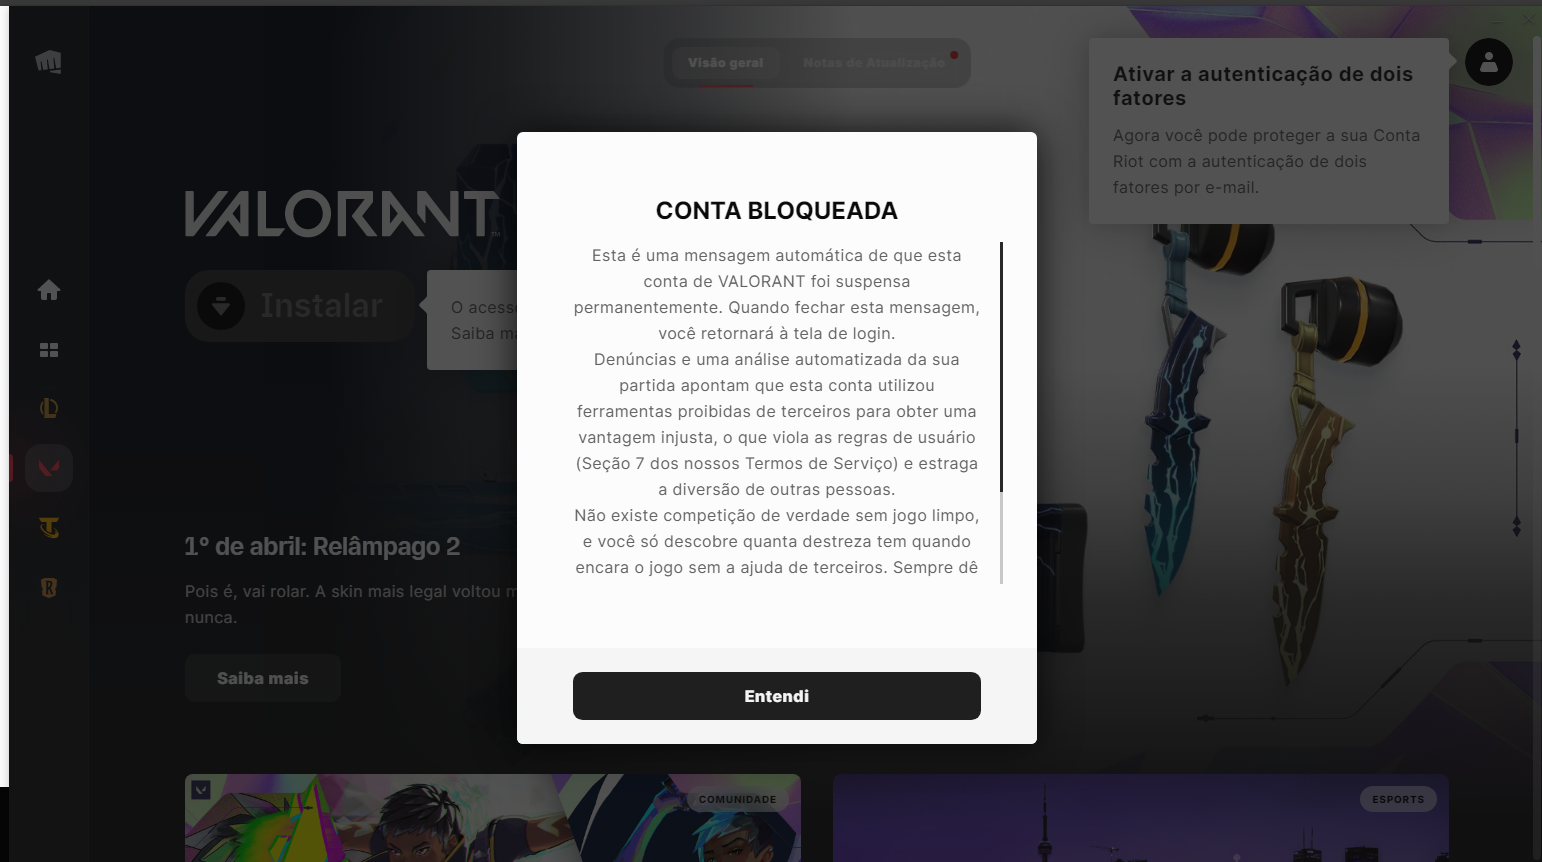 Visão geral
Notas de Atualização
Ativar a autenticação de dois
fatores
Agora você pode proteger a sua Conta
Riot com a autenticação de dois
fatores por e-mail.
VALORANT
Instalar
O acess
Saiba m
CONTA BLOQUEADA
Esta é uma mensagem automática de que esta
conta de VALORANT foi suspensa
permanentemente. Quando fechar esta mensagem,
você retornará à tela de login.
Denúncias e uma análise automatizada da sua
partida apontam que esta conta utilizou
ferramentas proibidas de terceiros para obter uma
vantagem injusta, o que viola as regras de usuário
(Seção 7 dos nossos Termos de Serviço) e estraga
a diversão de outras pessoas.
Não existe competição de verdade sem jogo limpo,
e você só descobre quanta destreza tem quando
encara o jogo sem a ajuda de terceiros. Sempre dê
Entendi
1º de abril: Relâmpago 2
Pois é, vai rolar. A skin mais legal voltou m
nunca.
Saiba mais
COMUNIDADE
ESPORTS